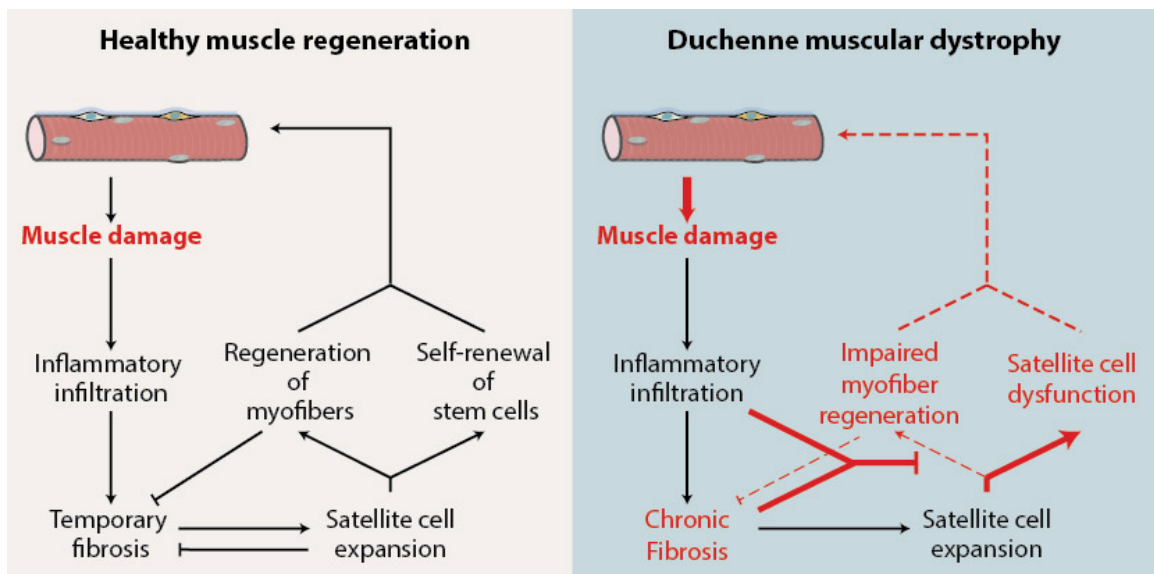 Healthy muscle regeneration
Muscle damage
Inflammatory
infiltration
Regeneration
of
myofibers
Self-renewal
of
stem cells
Temporary
fibrosis
Satellite cell
expansion
Duchenne muscular dystrophy
Muscle damage
Inflammatory
infiltration
Impaired
myofiber
regeneration
Satellite cell
dysfunction
Chronic
Fibrosis
Satellite cell
expansion